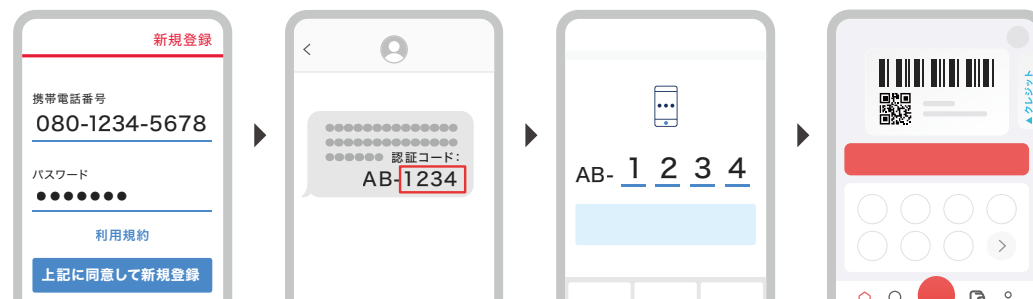 新規登録
携帯電話番号
080-1234-5678
パスワード
利用規約
上記に同意して新規登録
認証コード：
AB-1234
AB- 1 2 3 4
▲クレジット